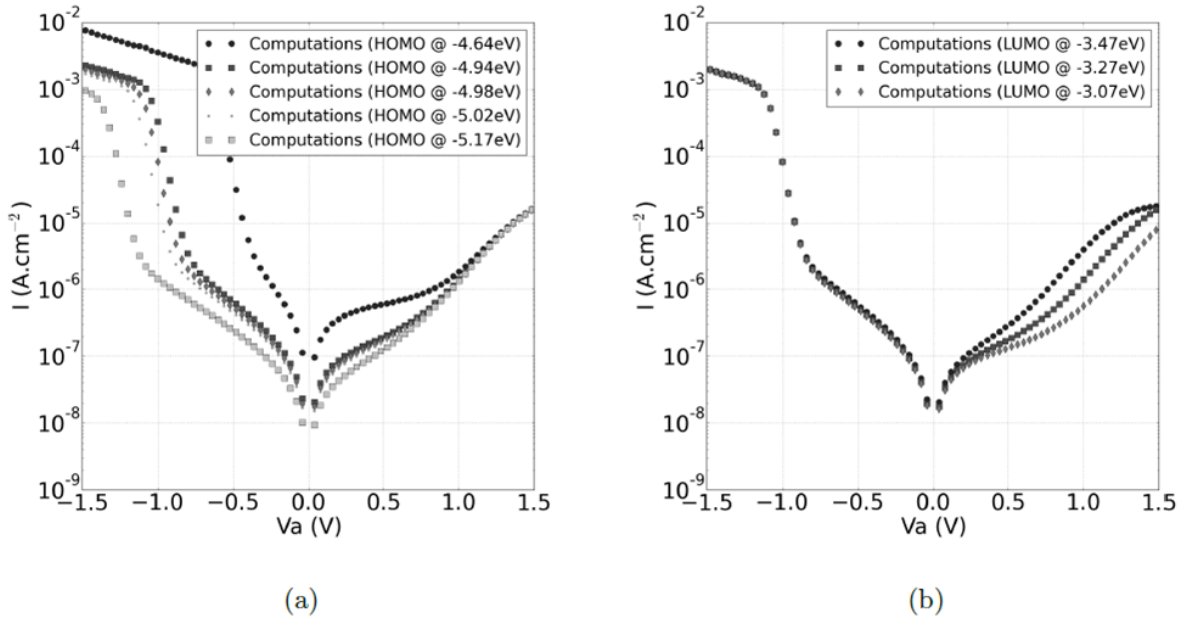 10⁻²
10⁻³
10⁻⁴
10⁻⁵
10⁻⁶
10⁻⁷
10⁻⁸
10⁻⁹
I (A.cm⁻²)
Computations (HOMO @ -4.64eV)
Computations (HOMO @ -4.94eV)
Computations (HOMO @ -4.98eV)
Computations (HOMO @ -5.02eV)
Computations (HOMO @ -5.17eV)
−1.5 −1.0 −0.5 0.0 0.5 1.0 1.5
Va (V)
(a)
10⁻²
10⁻³
10⁻⁴
10⁻⁵
10⁻⁶
10⁻⁷
10⁻⁸
10⁻⁹
I (A.cm⁻²)
Computations (LUMO @ -3.47eV)
Computations (LUMO @ -3.27eV)
Computations (LUMO @ -3.07eV)
−1.5 −1.0 −0.5 0.0 0.5 1.0 1.5
Va (V)
(b)